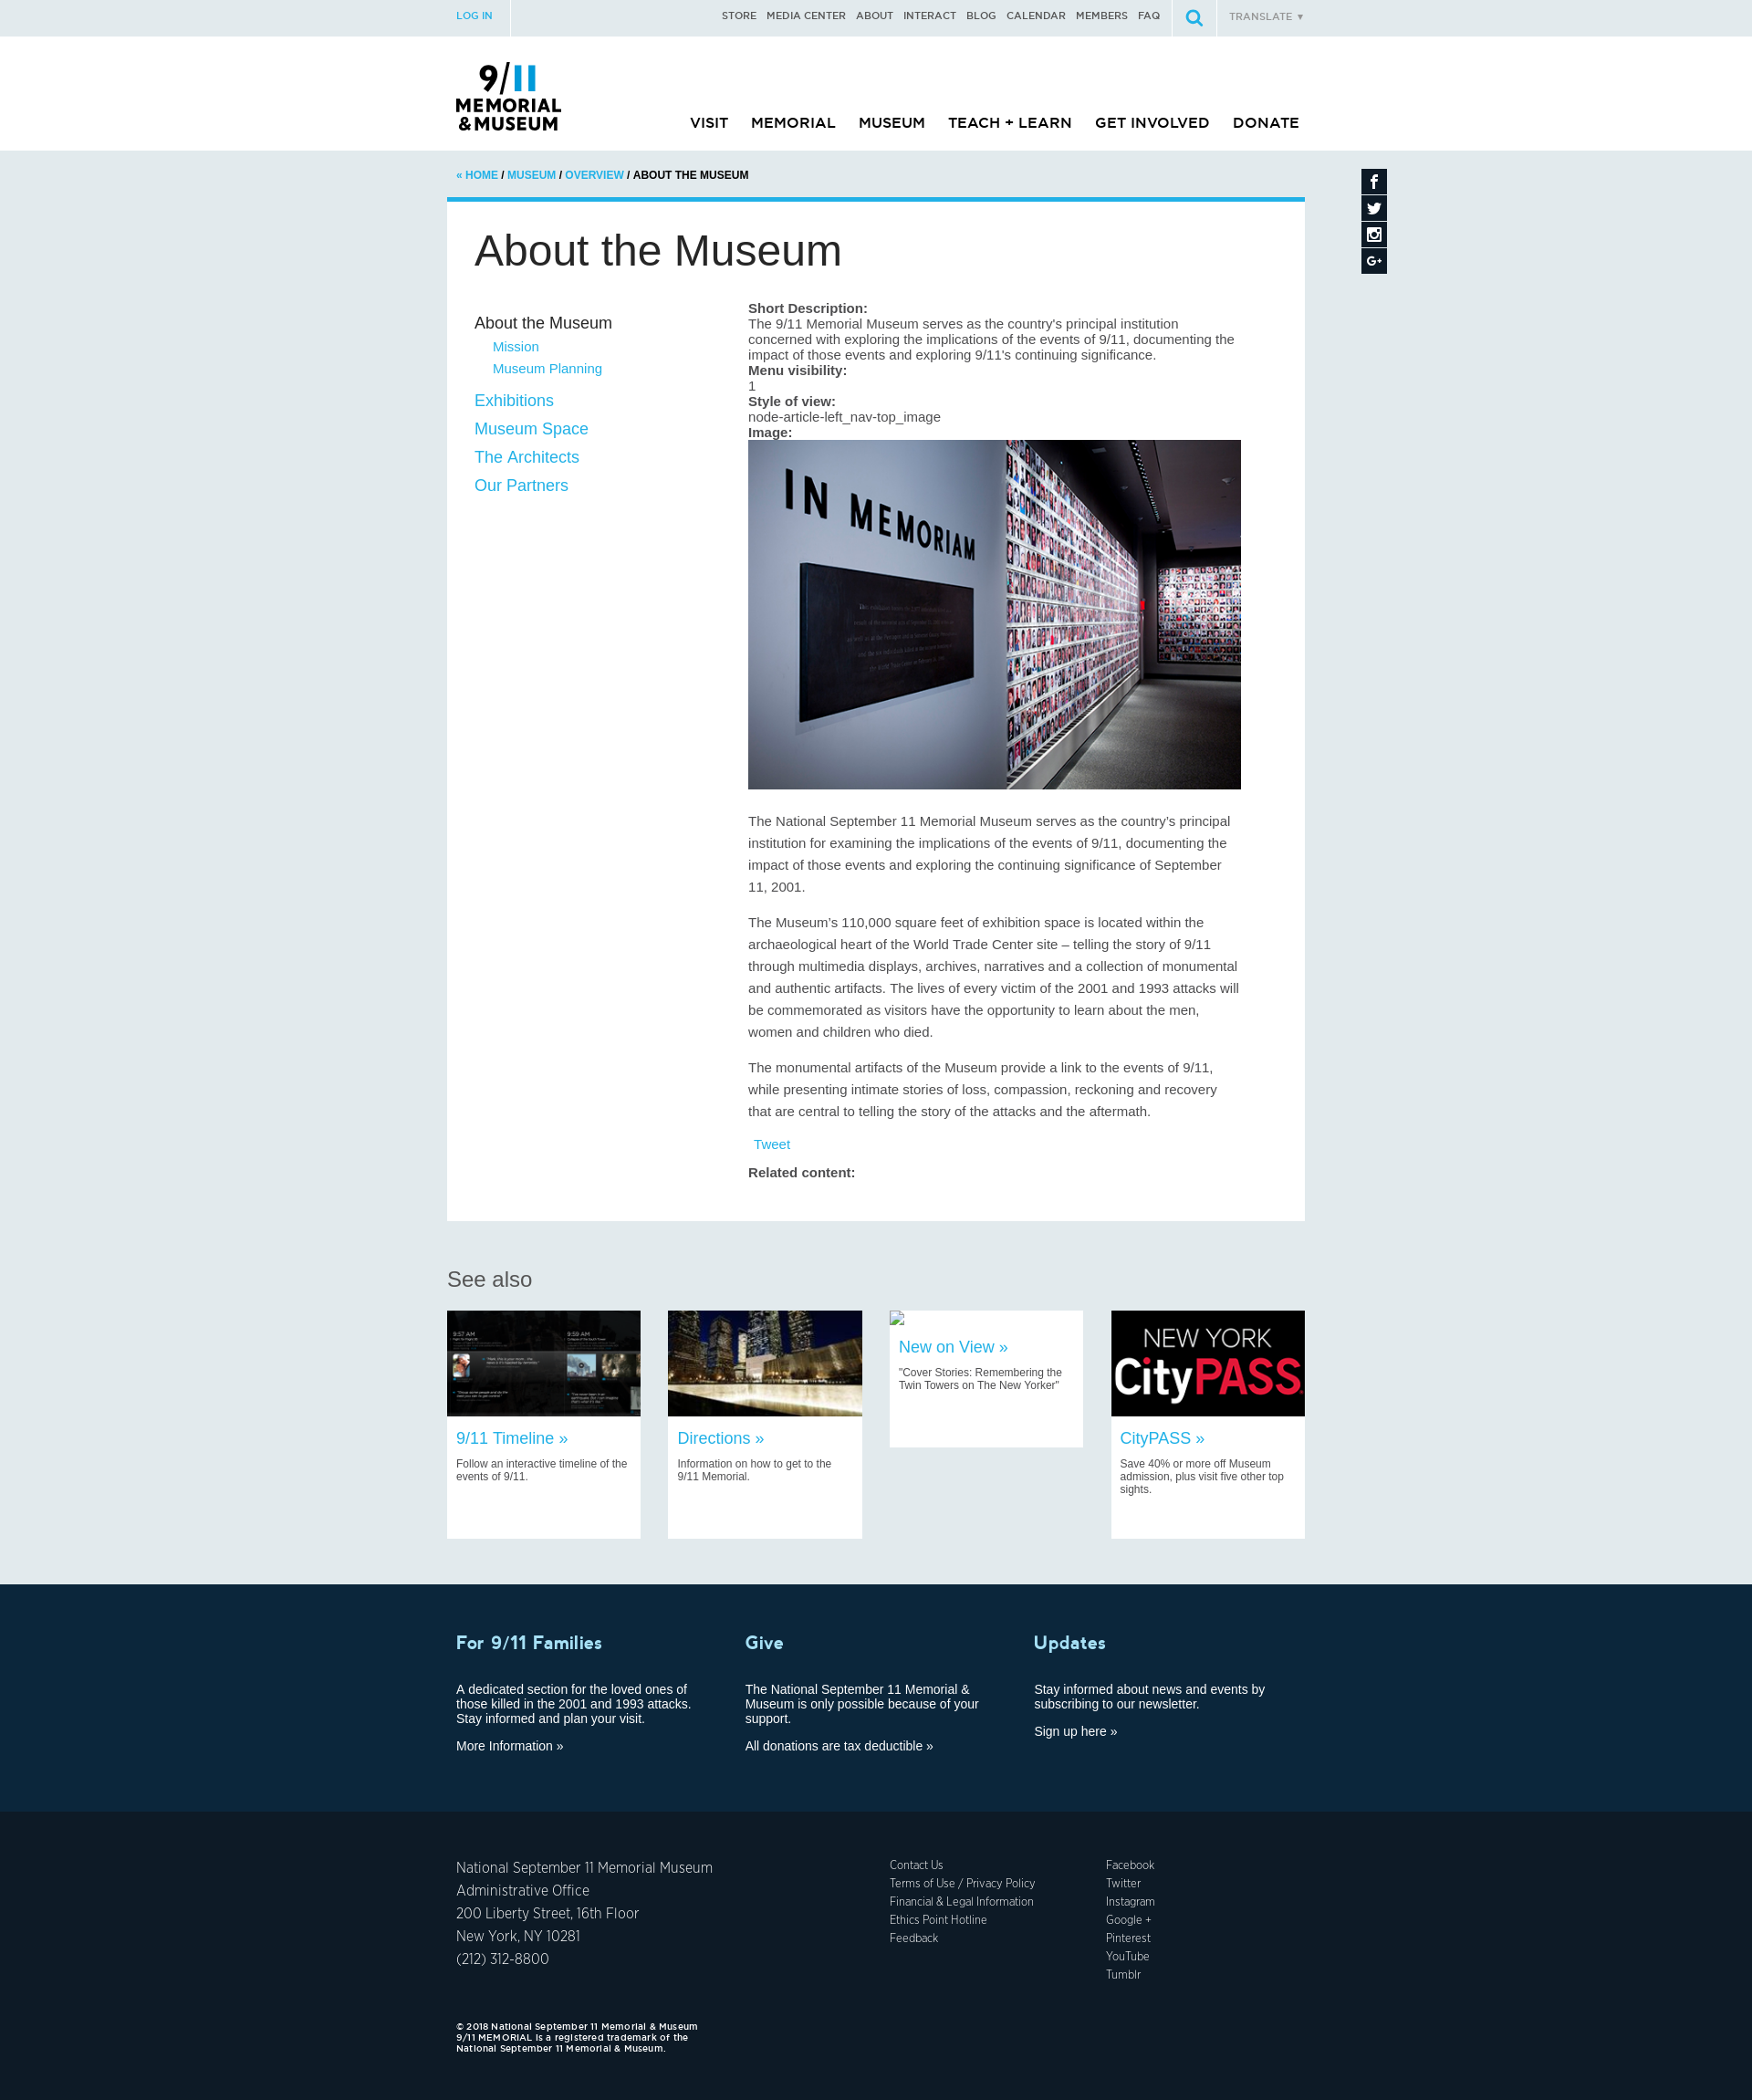 LOG IN
STORE MEDIA CENTER ABOUT INTERACT BLOG CALENDAR MEMBERS FAQ
TRANSLATE ▼
9/11
MEMORIAL
&MUSEUM
VISIT MEMORIAL MUSEUM TEACH + LEARN GET INVOLVED DONATE
« HOME / MUSEUM / OVERVIEW / ABOUT THE MUSEUM
About the Museum
About the Museum
Mission
Museum Planning
Exhibitions
Museum Space
The Architects
Our Partners
Short Description:
The 9/11 Memorial Museum serves as the country's principal institution
concerned with exploring the implications of the events of 9/11, documenting the
impact of those events and exploring 9/11's continuing significance.
Menu visibility:
1
Style of view:
node-article-left_nav-top_image
Image:
IN MEMORIAM
The National September 11 Memorial Museum serves as the country’s principal
institution for examining the implications of the events of 9/11, documenting the
impact of those events and exploring the continuing significance of September
11, 2001.
The Museum’s 110,000 square feet of exhibition space is located within the
archaeological heart of the World Trade Center site – telling the story of 9/11
through multimedia displays, archives, narratives and a collection of monumental
and authentic artifacts. The lives of every victim of the 2001 and 1993 attacks will
be commemorated as visitors have the opportunity to learn about the men,
women and children who died.
The monumental artifacts of the Museum provide a link to the events of 9/11,
while presenting intimate stories of loss, compassion, reckoning and recovery
that are central to telling the story of the attacks and the aftermath.
Tweet
Related content:
See also
9:57 AM
9:59 AM
9/11 Timeline »
Follow an interactive timeline of the
events of 9/11.
Directions »
Information on how to get to the
9/11 Memorial.
New on View »
"Cover Stories: Remembering the
Twin Towers on The New Yorker"
NEW YORK
CityPASS
CityPASS »
Save 40% or more off Museum
admission, plus visit five other top
sights.
For 9/11 Families
A dedicated section for the loved ones of
those killed in the 2001 and 1993 attacks.
Stay informed and plan your visit.
More Information »
Give
The National September 11 Memorial &
Museum is only possible because of your
support.
All donations are tax deductible »
Updates
Stay informed about news and events by
subscribing to our newsletter.
Sign up here »
National September 11 Memorial Museum
Administrative Office
200 Liberty Street, 16th Floor
New York, NY 10281
(212) 312-8800
Contact Us
Terms of Use / Privacy Policy
Financial & Legal Information
Ethics Point Hotline
Feedback
Facebook
Twitter
Instagram
Google +
Pinterest
YouTube
Tumblr
© 2018 National September 11 Memorial & Museum
9/11 MEMORIAL is a registered trademark of the
National September 11 Memorial & Museum.